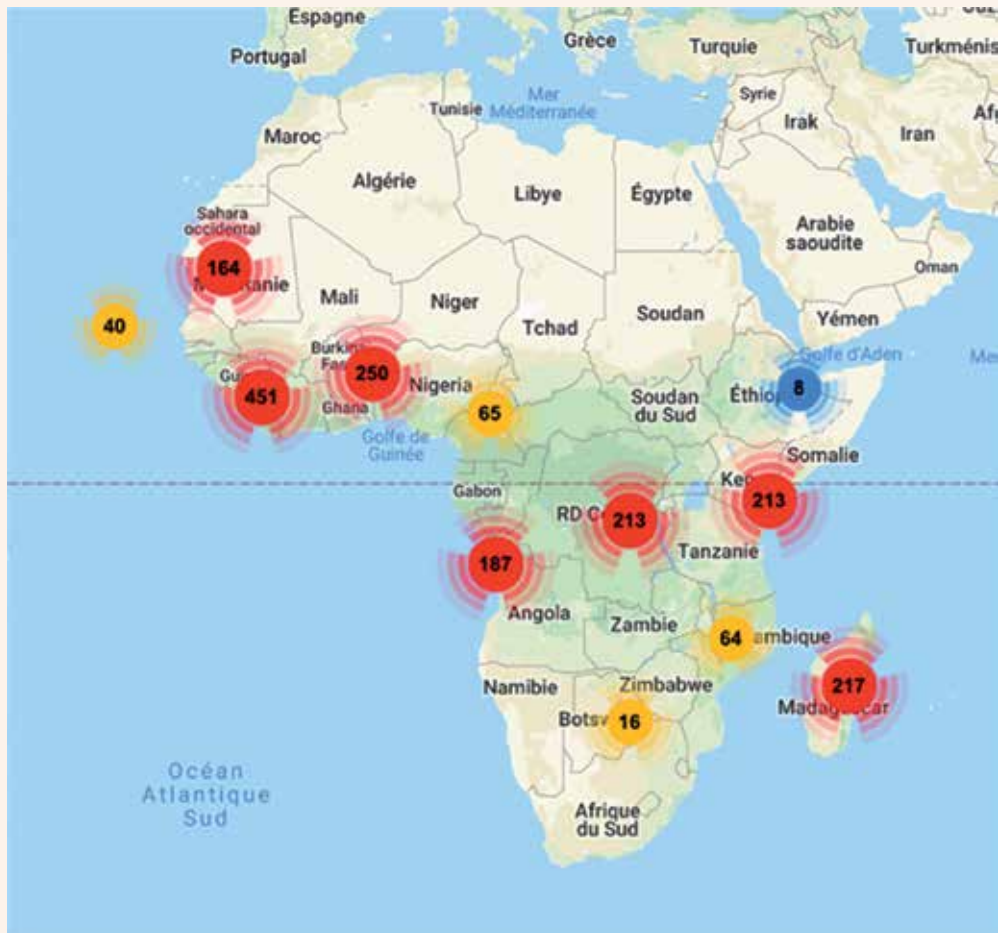 Espagne
Portugal
Grèce
Turquie
Turkménis
Mer
Méditerranée
Tunisie
Syrie
Irak
Iran
Maroc
Algérie
Libye
Égypte
Arabie
saoudite
Oman
Sahara
occidental
164
Mali
Niger
Tchad
Soudan
Yémen
40
Golfe d'Aden
250
451
Nigeria
65
Ghana
Golfe de
Guinée
Soudan
du Sud
8
Somalie
Gabon
213
213
RD
Tanzanie
187
Angola
Zambie
64
ambique
217
Namibie
Zimbabwe
16
Océan
Atlantique
Sud
Afrique
du Sud